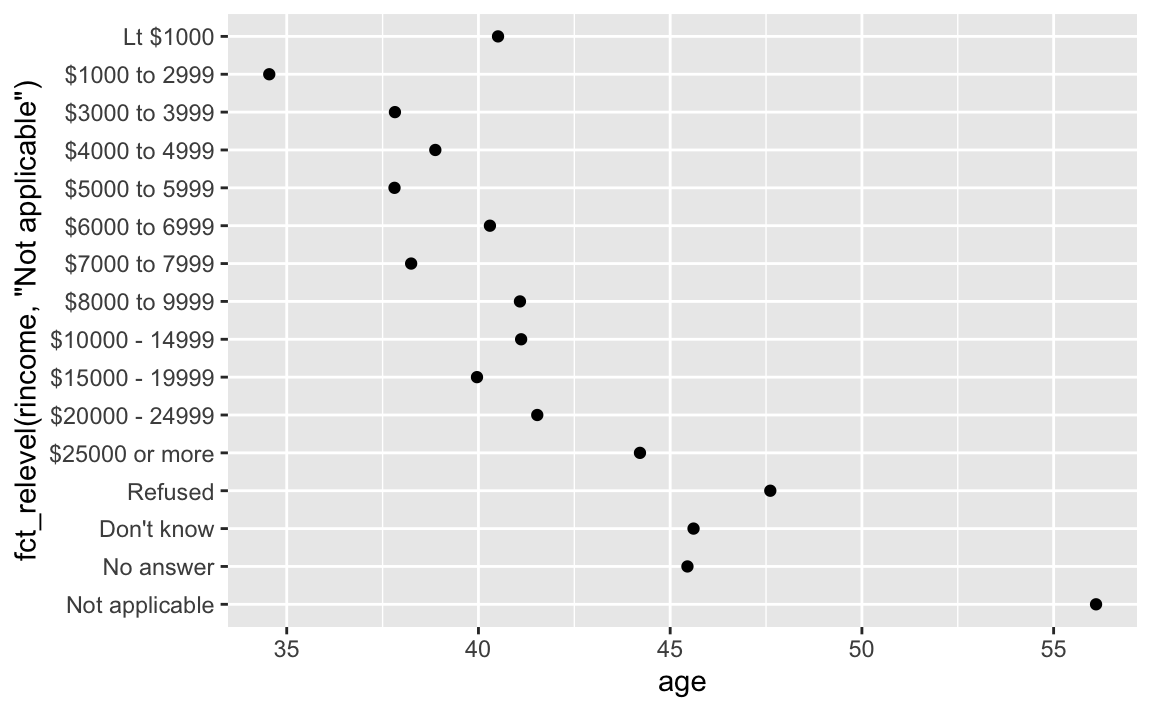 fct_relevel(rincome, "Not applicable")
Lt $1000
$1000 to 2999
$3000 to 3999
$4000 to 4999
$5000 to 5999
$6000 to 6999
$7000 to 7999
$8000 to 9999
$10000 - 14999
$15000 - 19999
$20000 - 24999
$25000 or more
Refused
Don't know
No answer
Not applicable
35 40 45 50 55
age